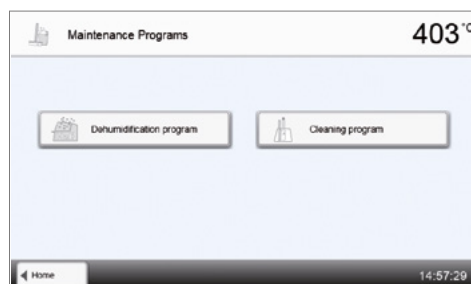 Maintenance Programs
403 °C
Dehumidification program
Cleaning program
Home
14:57:29